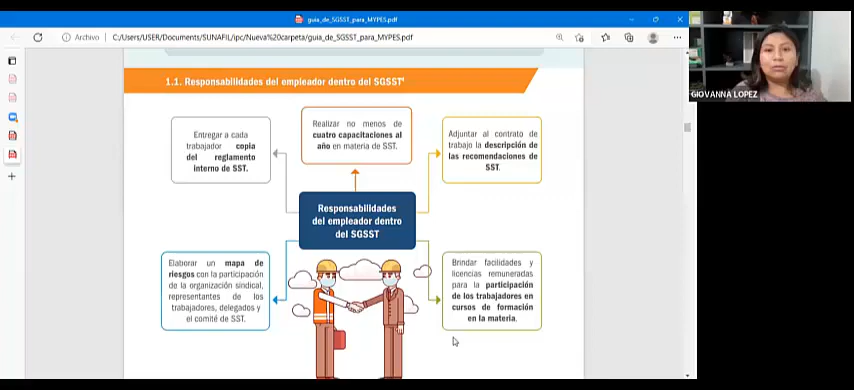 guia_de_SGSST_para_MYPES.pdf
Archivo
C:/Users/USER/Documents/SUNAFIL/ipc/Nueva%20carpeta/guia_de_SGSST_para_MYPES.pdf
GIOVANNA LOPEZ
1.1. Responsabilidades del empleador dentro del SGSST
Entregar a cada
trabajador copia
del reglamento
interno de SST.
Realizar no menos de
cuatro capacitaciones al
año en materia de SST.
Adjuntar al contrato de
trabajo la descripción de
las recomendaciones de
SST.
Responsabilidades
del empleador dentro
del SGSST
Elaborar un mapa de
riesgos con la participación
de la organización sindical,
representantes de los
trabajadores, delegados y
el comité de SST.
Brindar facilidades y
licencias remuneradas
para la participación
de los trabajadores en
cursos de formación
en la materia.